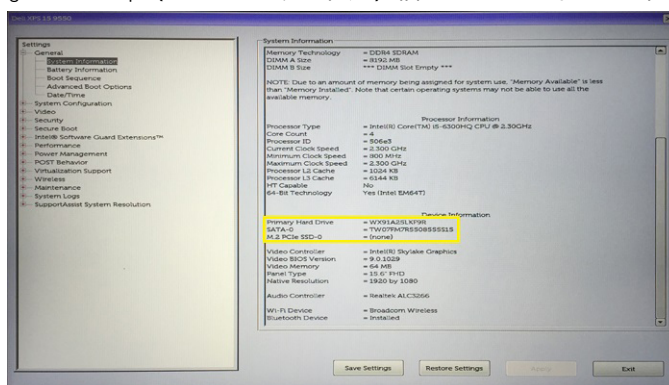 Dell XPS 15 9550
Settings
General
System Information
Battery Information
Boot Sequence
Advanced Boot Options
Date/Time
System Configuration
Video
Security
Secure Boot
Intel® Software Guard Extensions™
Performance
Power Management
POST Behavior
Virtualization Support
Wireless
Maintenance
System Logs
SupportAssist System Resolution
System Information
Memory Technology = DDR4 SDRAM
DIMM A Size = 8192 MB
DIMM B Size *** DIMM Slot Empty ***
NOTE: Due to an amount of memory being assigned for system use, "Memory Available" is less
than "Memory Installed". Note that certain operating systems may not be able to use all the
available memory.
Processor Information
Processor Type = Intel(R) Core(TM) i5-6300HQ CPU @ 2.30GHz
Core Count = 4
Processor ID = 506e3
Current Clock Speed = 2.300 GHz
Minimum Clock Speed = 800 MHz
Maximum Clock Speed = 2.300 GHz
Processor L2 Cache = 1024 KB
Processor L3 Cache = 6144 KB
HT Capable No
64-Bit Technology Yes (Intel EM64T)
Device Information
Primary Hard Drive
SATA-0
M.2 PCIe SSD-0 = (none)
Video Controller = Intel(R) Skylake Graphics
Video BIOS Version = 9.0.1029
Video Memory = 64 MB
Panel Type = 15.6" FHD
Native Resolution = 1920 by 1080
Audio Controller = Realtek ALC3266
Wi-Fi Device = Broadcom Wireless
Bluetooth Device = Installed
Save Settings Restore Settings Apply Exit